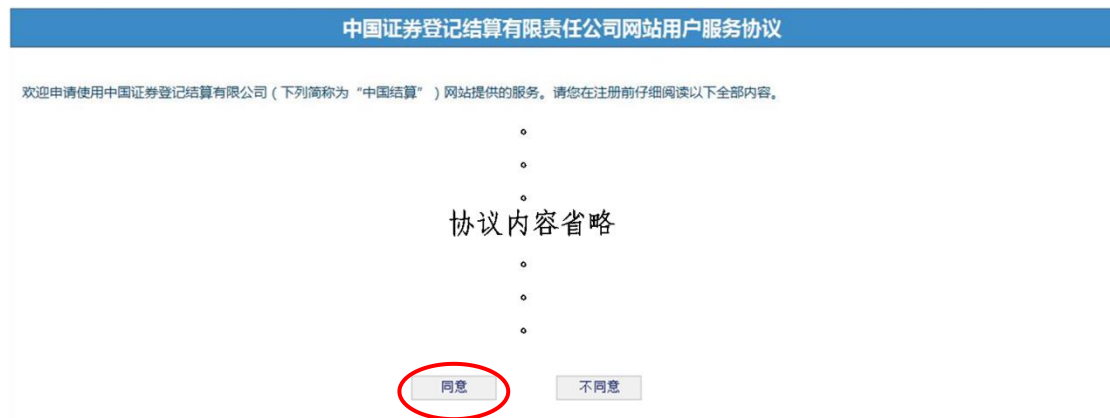 中国证券登记结算有限责任公司网站用户服务协议
欢迎申请使用中国证券登记结算有限公司（下列简称为“中国结算”）网站提供的服务。请您在注册前仔细阅读以下全部内容。
。
。
。
协议内容省略
。
。
。
同意 不同意